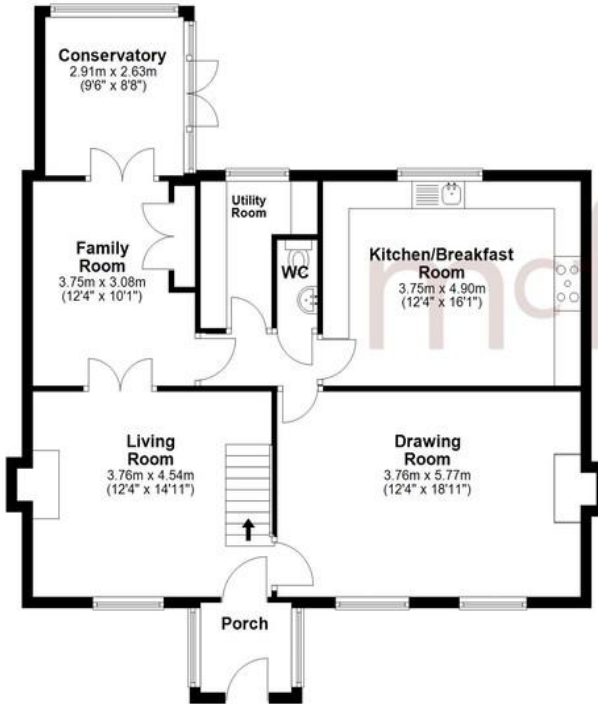 Conservatory
2.91m x 2.63m
(9'6" x 8'8")
Utility
Room
Family
Room
3.75m x 3.08m
(12'4" x 10'1")
WC
Kitchen/Breakfast
Room
3.75m x 4.90m
(12'4" x 16'1")
Living
Room
3.76m x 4.54m
(12'4" x 14'11")
Drawing
Room
3.76m x 5.77m
(12'4" x 18'11")
Porch